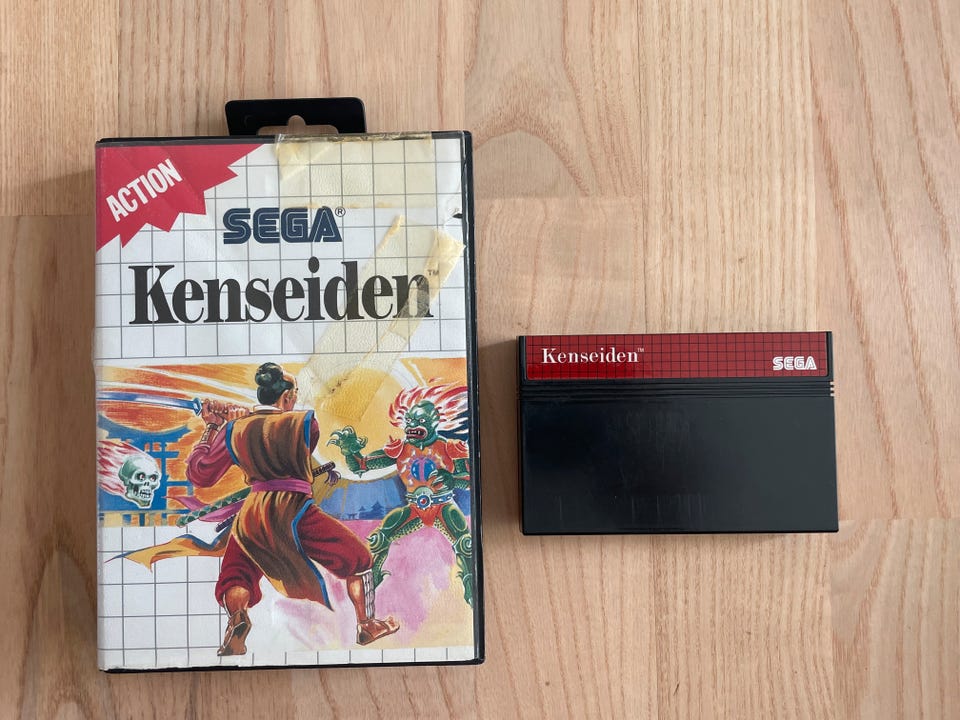 ACTION
SEGA®
Kenseiden™
Kenseiden™
SEGA